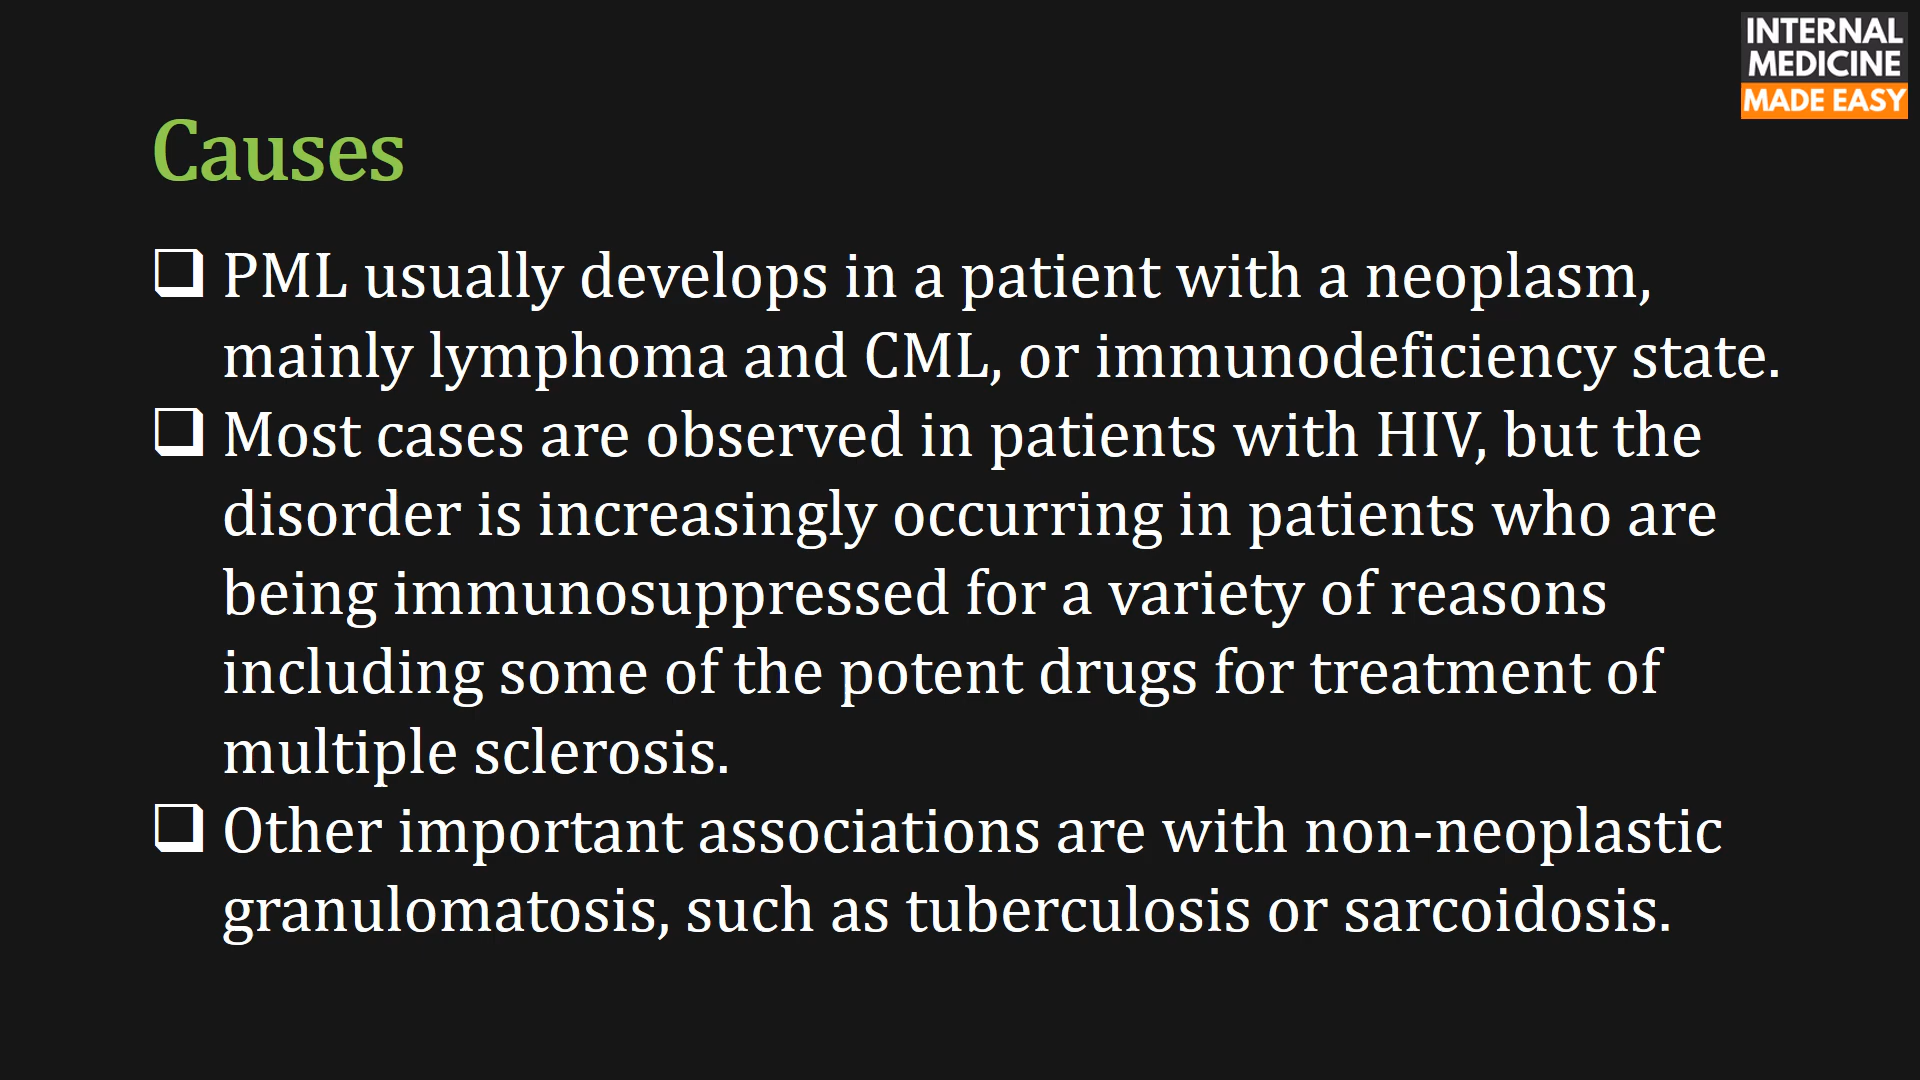 INTERNAL
MEDICINE
MADE EASY
Causes
PML usually develops in a patient with a neoplasm,
mainly lymphoma and CML, or immunodeficiency state.
Most cases are observed in patients with HIV, but the
disorder is increasingly occurring in patients who are
being immunosuppressed for a variety of reasons
including some of the potent drugs for treatment of
multiple sclerosis.
Other important associations are with non-neoplastic
granulomatosis, such as tuberculosis or sarcoidosis.